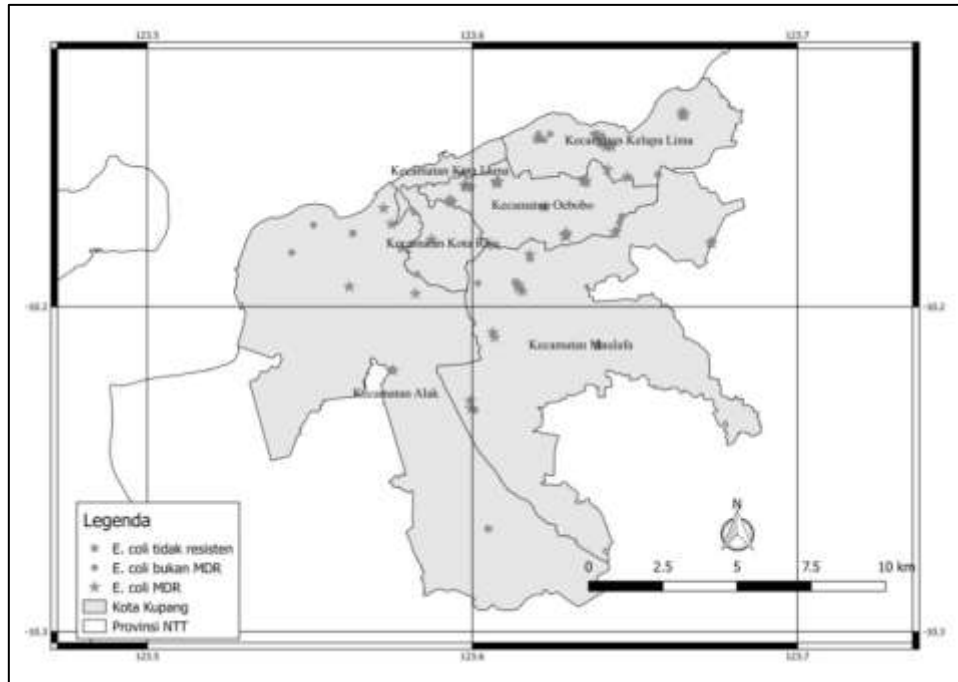 123.5 123.6 123.7
Kecamatan Kelapa Lima
Kecamatan Kota Lama
Kecamatan Oebobo
Kecamatan Kota Raja
-10.2 -10.2
Kecamatan Maulafa
Kecamatan Alak
Legenda
E. coli tidak resisten
E. coli bukan MDR
E. coli MDR
Kota Kupang
Provinsi NTT
N
0 2.5 5 7.5 10 km
-10.3 -10.3
123.5 123.6 123.7